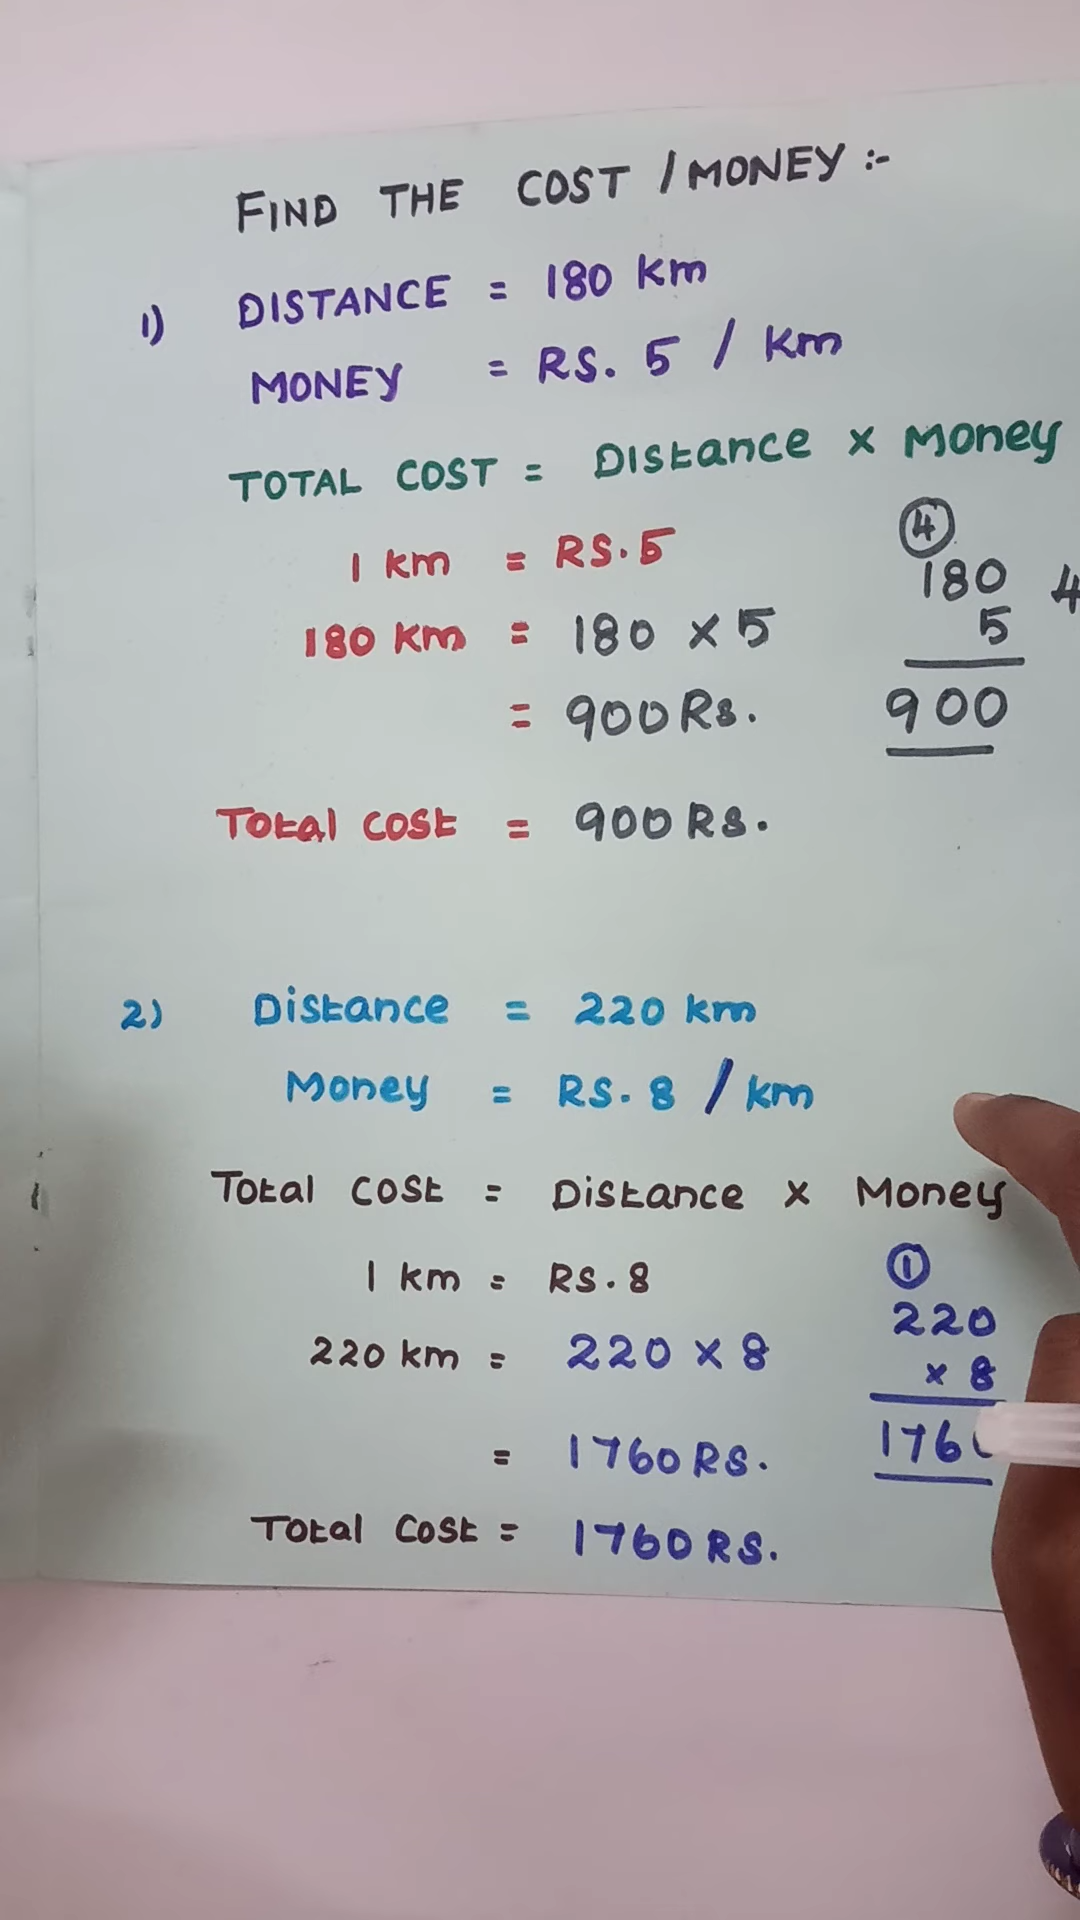 FIND THE COST / MONEY :-
1) DISTANCE = 180 km
MONEY = RS. 5 / km
TOTAL COST = Distance x Money
1 km = RS. 5
180 km = 180 x 5
= 900 Rs.
4
180 4
5
900
Total cost = 900 Rs.
2) Distance = 220 km
Money = RS. 8 / km
Total cost = Distance x Money
1 km = RS. 8
220 km = 220 x 8
= 1760 RS.
1
220
x 8
176
Total Cost = 1760 RS.